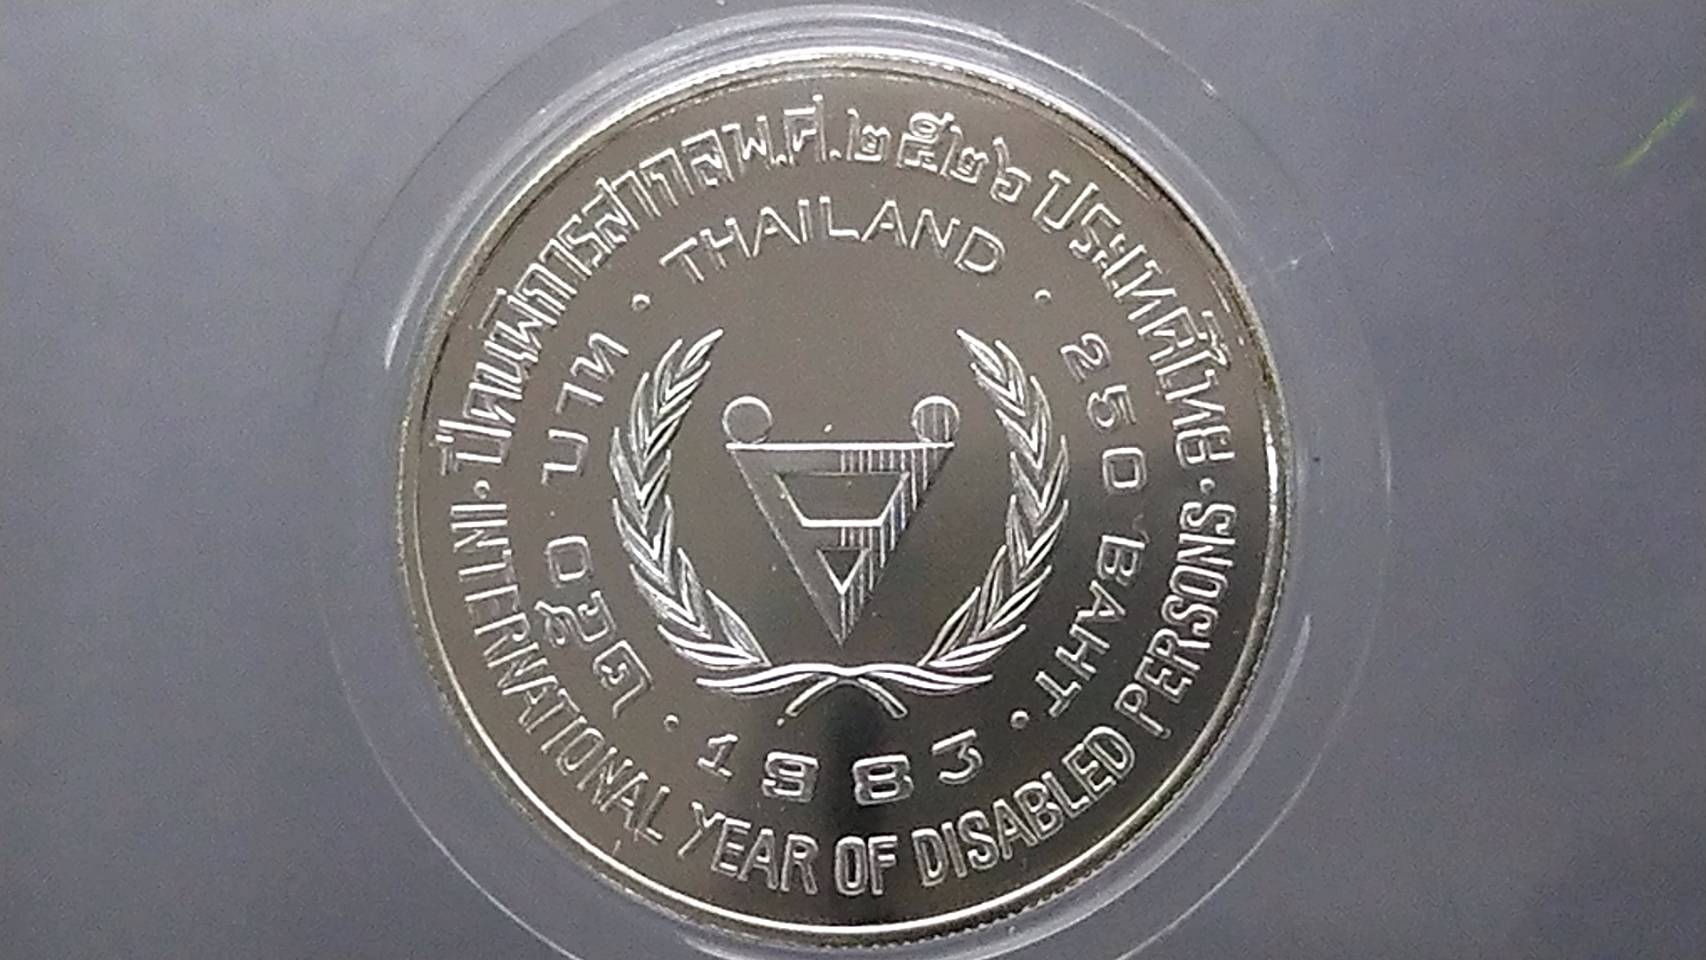 ปีคนพิการสากล พ.ศ. ๒๕๒๖ ประเทศไทย
THAILAND
๒๕๐ บาท
250 BAHT
1983
INTERNATIONAL YEAR OF DISABLED PERSONS